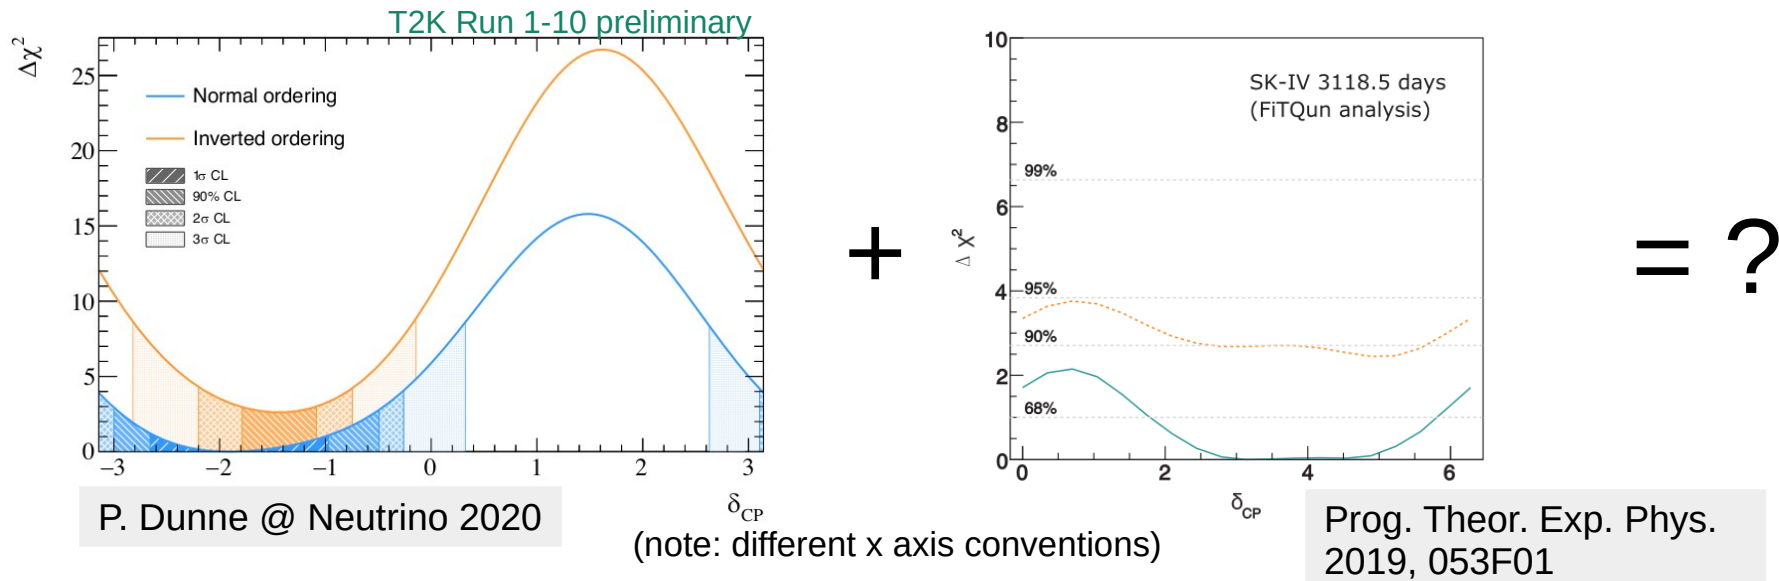 T2K Run 1-10 preliminary
Δχ²
25
20
15
10
5
0
Normal ordering
Inverted ordering
1σ CL
90% CL
2σ CL
3σ CL
−3 −2 −1 0 1 2 3
δCP
P. Dunne @ Neutrino 2020
+
10
8
6
4
2
0
Δ χ²
SK-IV 3118.5 days
(FiTQun analysis)
99%
95%
90%
68%
0 2 4 6
δCP
= ?
(note: different x axis conventions)
Prog. Theor. Exp. Phys.
2019, 053F01